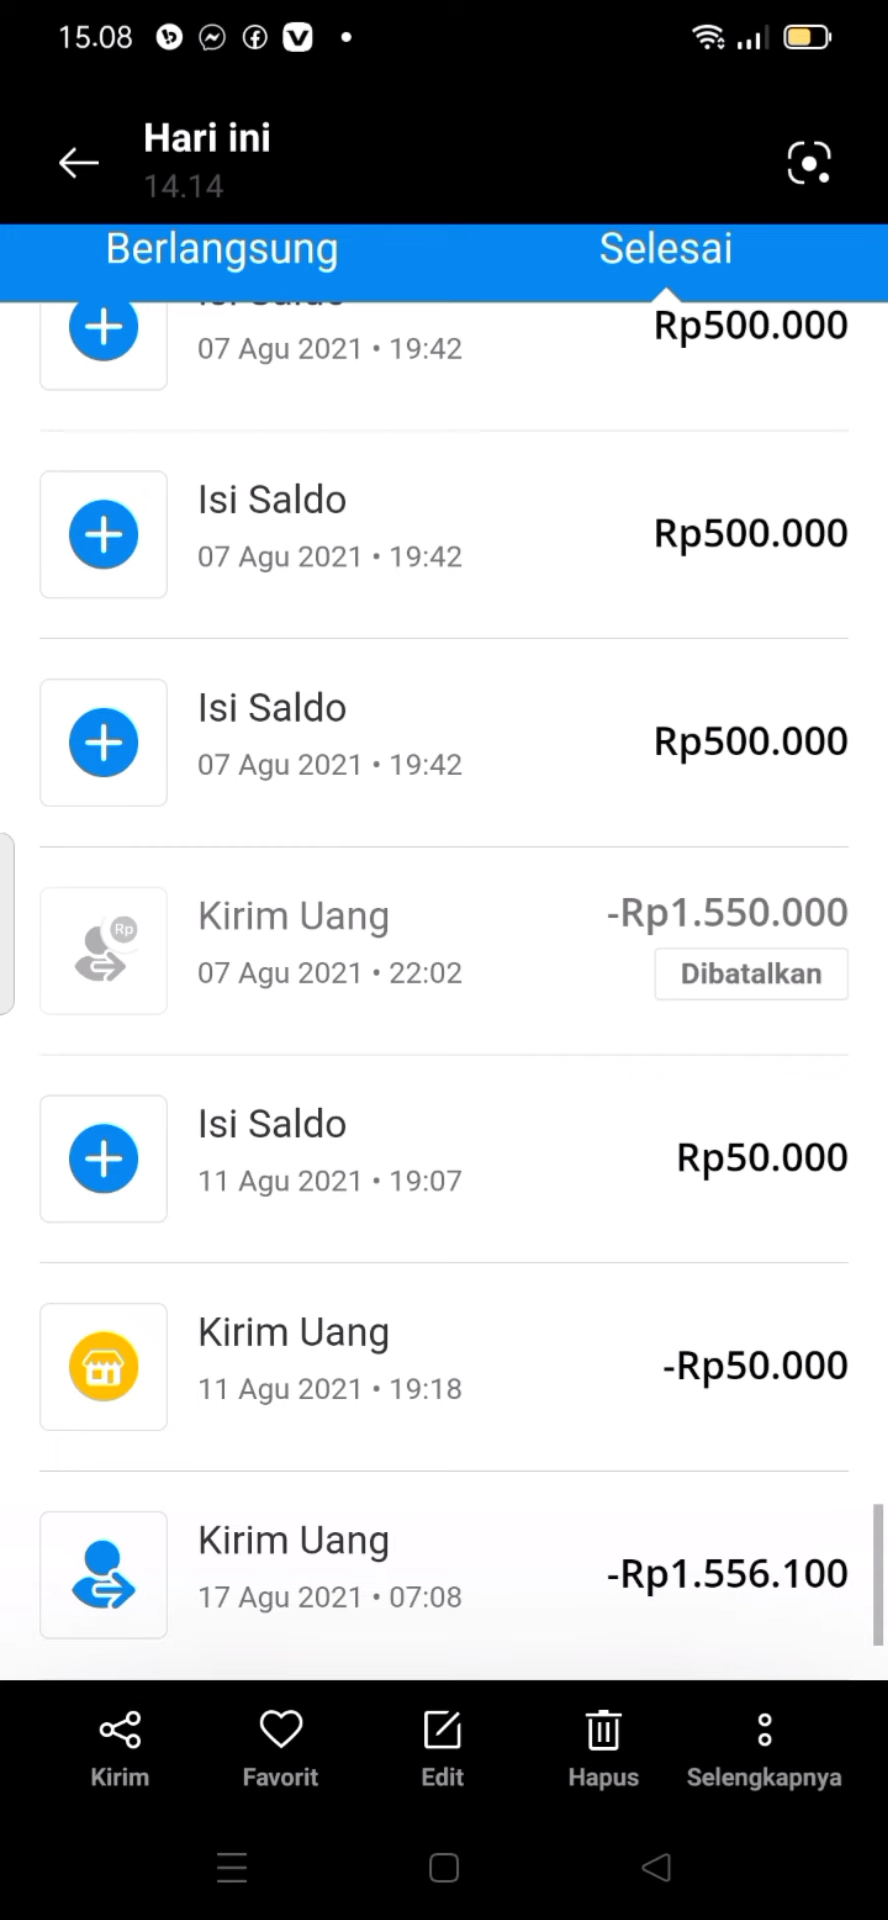 15.08
Hari ini
14.14
Berlangsung
Selesai
Rp500.000
07 Agu 2021 • 19:42
Isi Saldo
Rp500.000
07 Agu 2021 • 19:42
Isi Saldo
Rp500.000
07 Agu 2021 • 19:42
Kirim Uang
-Rp1.550.000
Rp
07 Agu 2021 • 22:02
Dibatalkan
Isi Saldo
Rp50.000
11 Agu 2021 • 19:07
Kirim Uang
-Rp50.000
11 Agu 2021 • 19:18
Kirim Uang
-Rp1.556.100
17 Agu 2021 • 07:08
Kirim
Favorit
Edit
Hapus
Selengkapnya